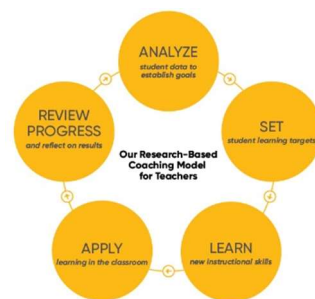 ANALYZE
student data to
establish goals
SET
student learning targets
LEARN
new instructional skills
APPLY
learning in the classroom
REVIEW
PROGRESS
and reflect on results
Our Research-Based
Coaching Model
for Teachers